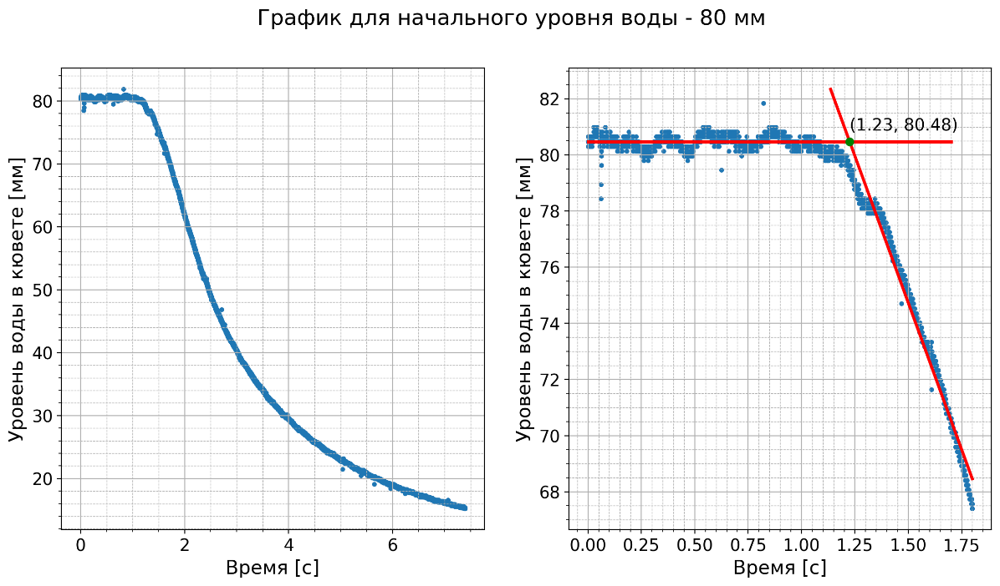 График для начального уровня воды - 80 мм
Уровень воды в кювете [мм]
80
70
60
50
40
30
20
0 2 4 6
Время [с]
Уровень воды в кювете [мм]
82
80
78
76
74
72
70
68
(1.23, 80.48)
0.00 0.25 0.50 0.75 1.00 1.25 1.50 1.75
Время [с]